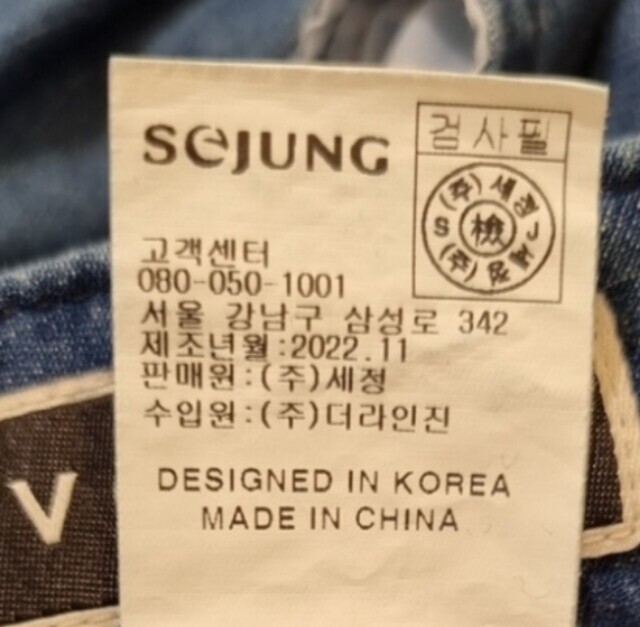 SeJUNG
검사필
(주)세정
S 檢 J
고객센터
080-050-1001
서울 강남구 삼성로 342
제조년월:2022.11
판매원:(주)세정
수입원:(주)더라인진
DESIGNED IN KOREA
MADE IN CHINA
V